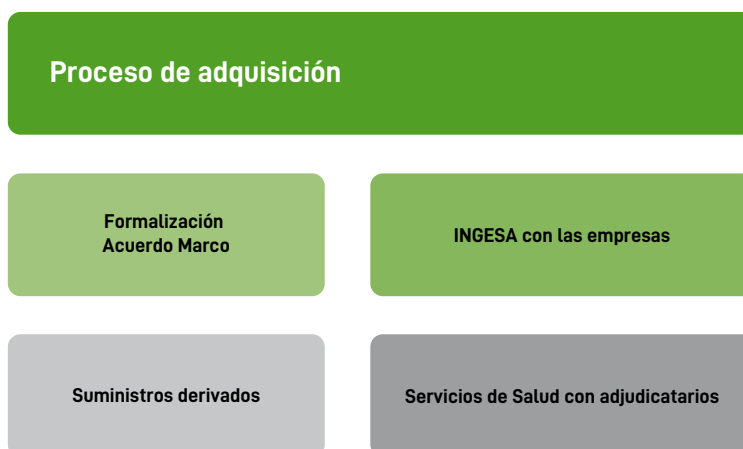 Proceso de adquisición
Formalización
Acuerdo Marco
INGESA con las empresas
Suministros derivados
Servicios de Salud con adjudicatarios